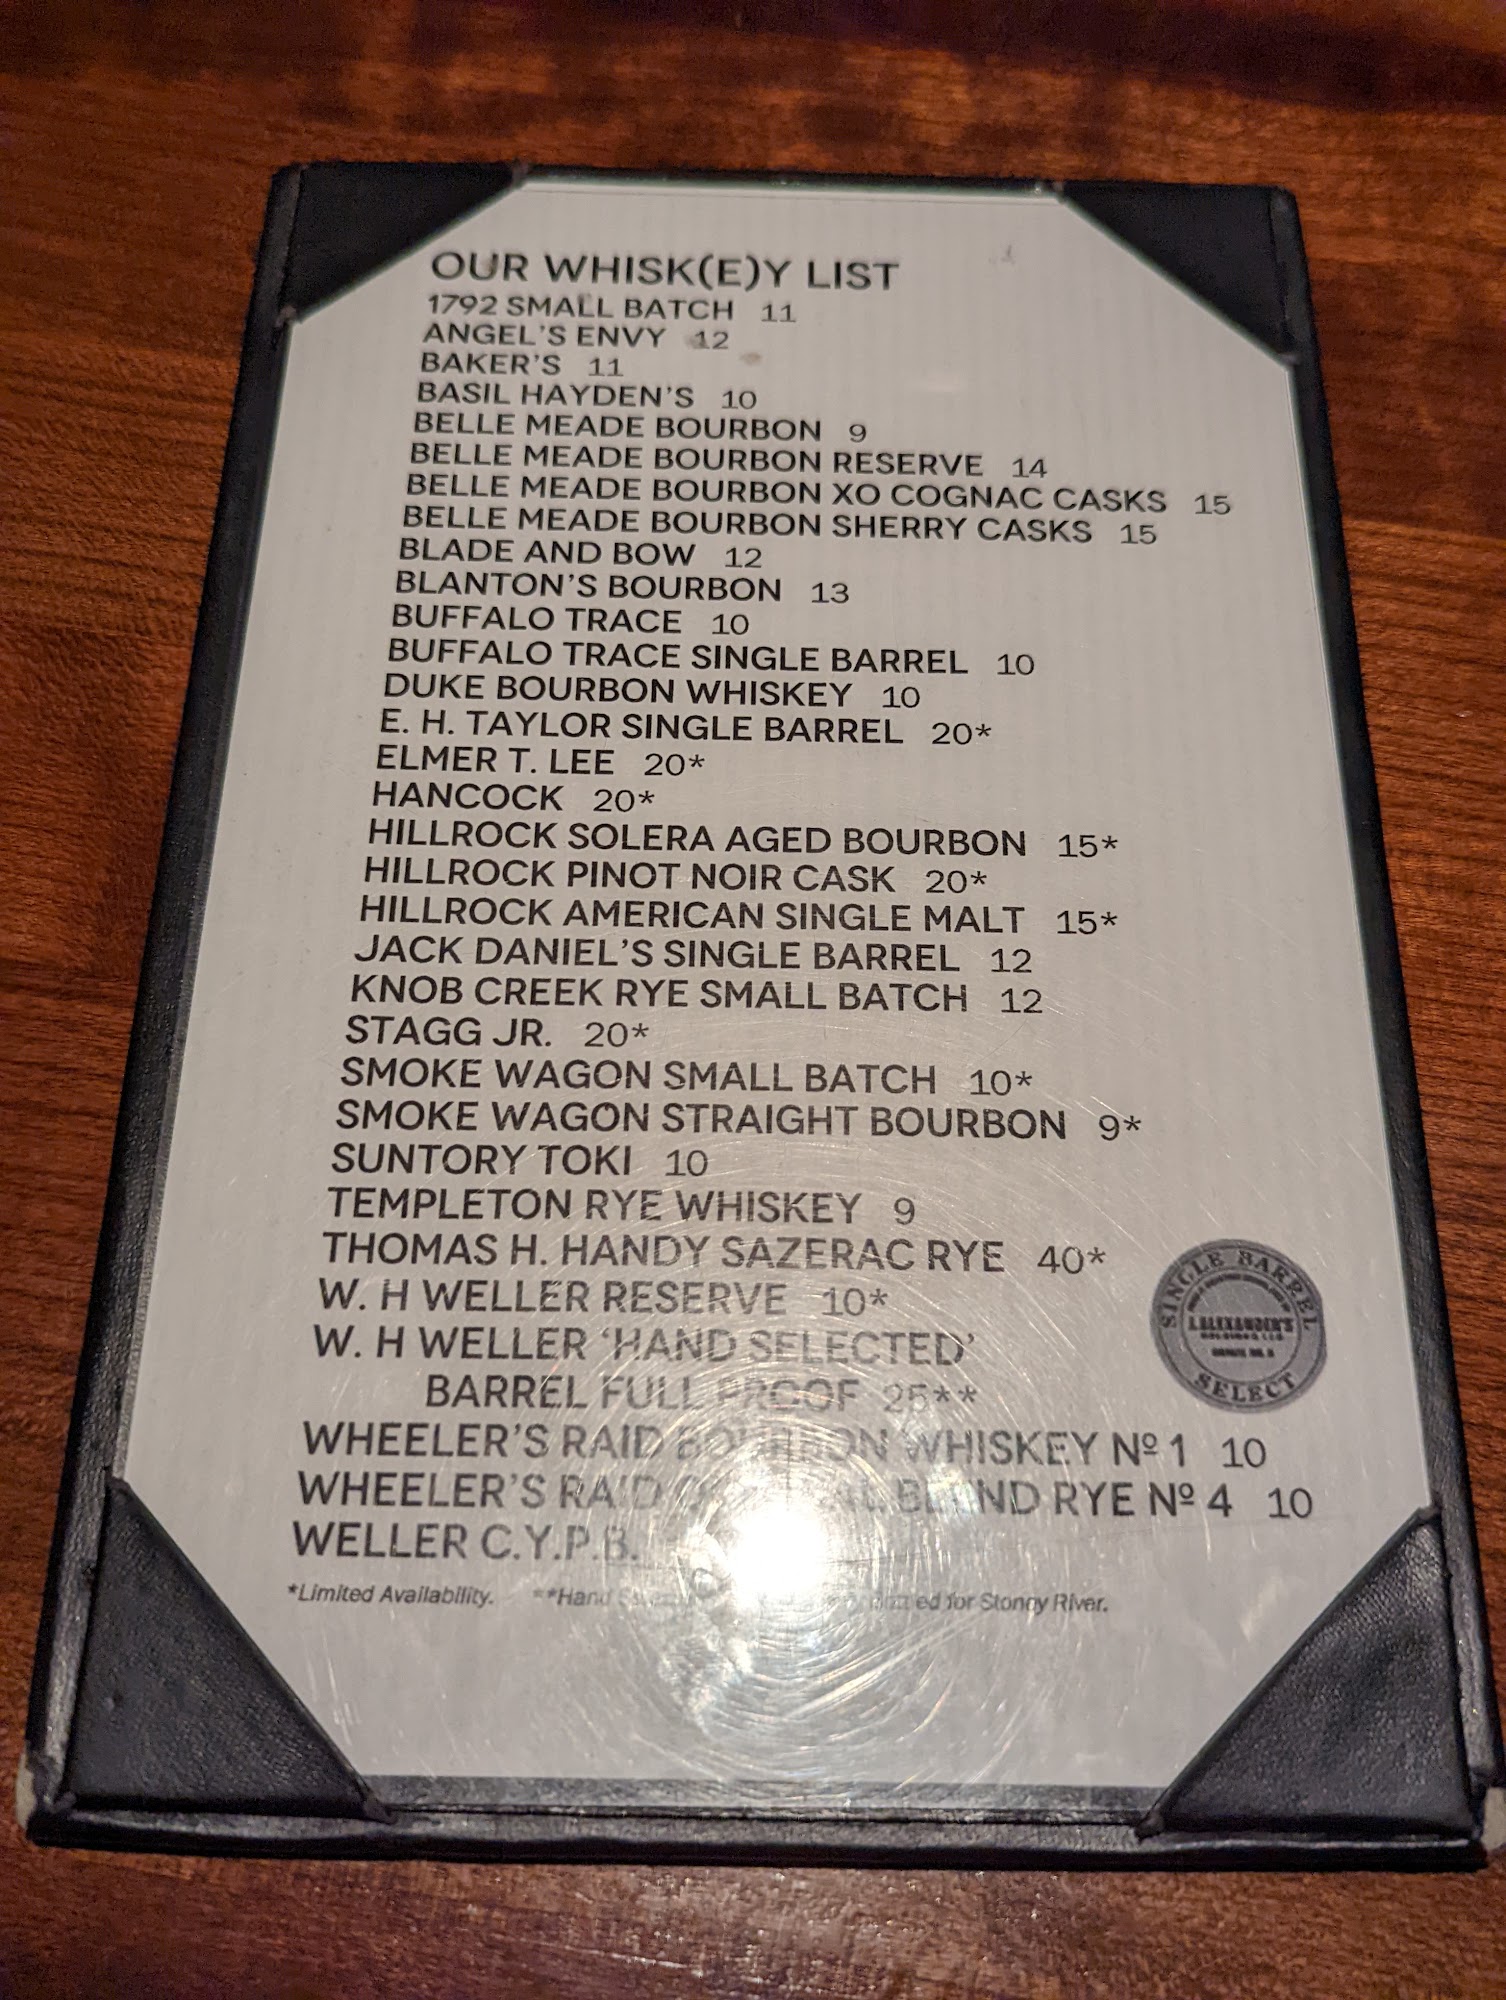 OUR WHISK(E)Y LIST
1792 SMALL BATCH 11
ANGEL'S ENVY 12
BAKER'S 11
BASIL HAYDEN'S 10
BELLE MEADE BOURBON 9
BELLE MEADE BOURBON RESERVE 14
BELLE MEADE BOURBON XO COGNAC CASKS 15
BELLE MEADE BOURBON SHERRY CASKS 15
BLADE AND BOW 12
BLANTON'S BOURBON 13
BUFFALO TRACE 10
BUFFALO TRACE SINGLE BARREL 10
DUKE BOURBON WHISKEY 10
E. H. TAYLOR SINGLE BARREL 20*
ELMER T. LEE 20*
HANCOCK 20*
HILLROCK SOLERA AGED BOURBON 15*
HILLROCK PINOT NOIR CASK 20*
HILLROCK AMERICAN SINGLE MALT 15*
JACK DANIEL'S SINGLE BARREL 12
KNOB CREEK RYE SMALL BATCH 12
STAGG JR. 20*
SMOKE WAGON SMALL BATCH 10*
SMOKE WAGON STRAIGHT BOURBON 9*
SUNTORY TOKI 10
TEMPLETON RYE WHISKEY 9
THOMAS H. HANDY SAZERAC RYE 40*
W. H WELLER RESERVE 10*
W. H WELLER 'HAND SELECTED'
BARREL FULL PROOF 25**
WHEELER'S RAID BOURBON WHISKEY Nº 1 10
WHEELER'S RAID BLEND RYE Nº 4 10
WELLER C.Y.P.B.
*Limited Availability. **Hand for Stoney River.
SINGLE BARREL
J. ALEXANDER'S
SELECT